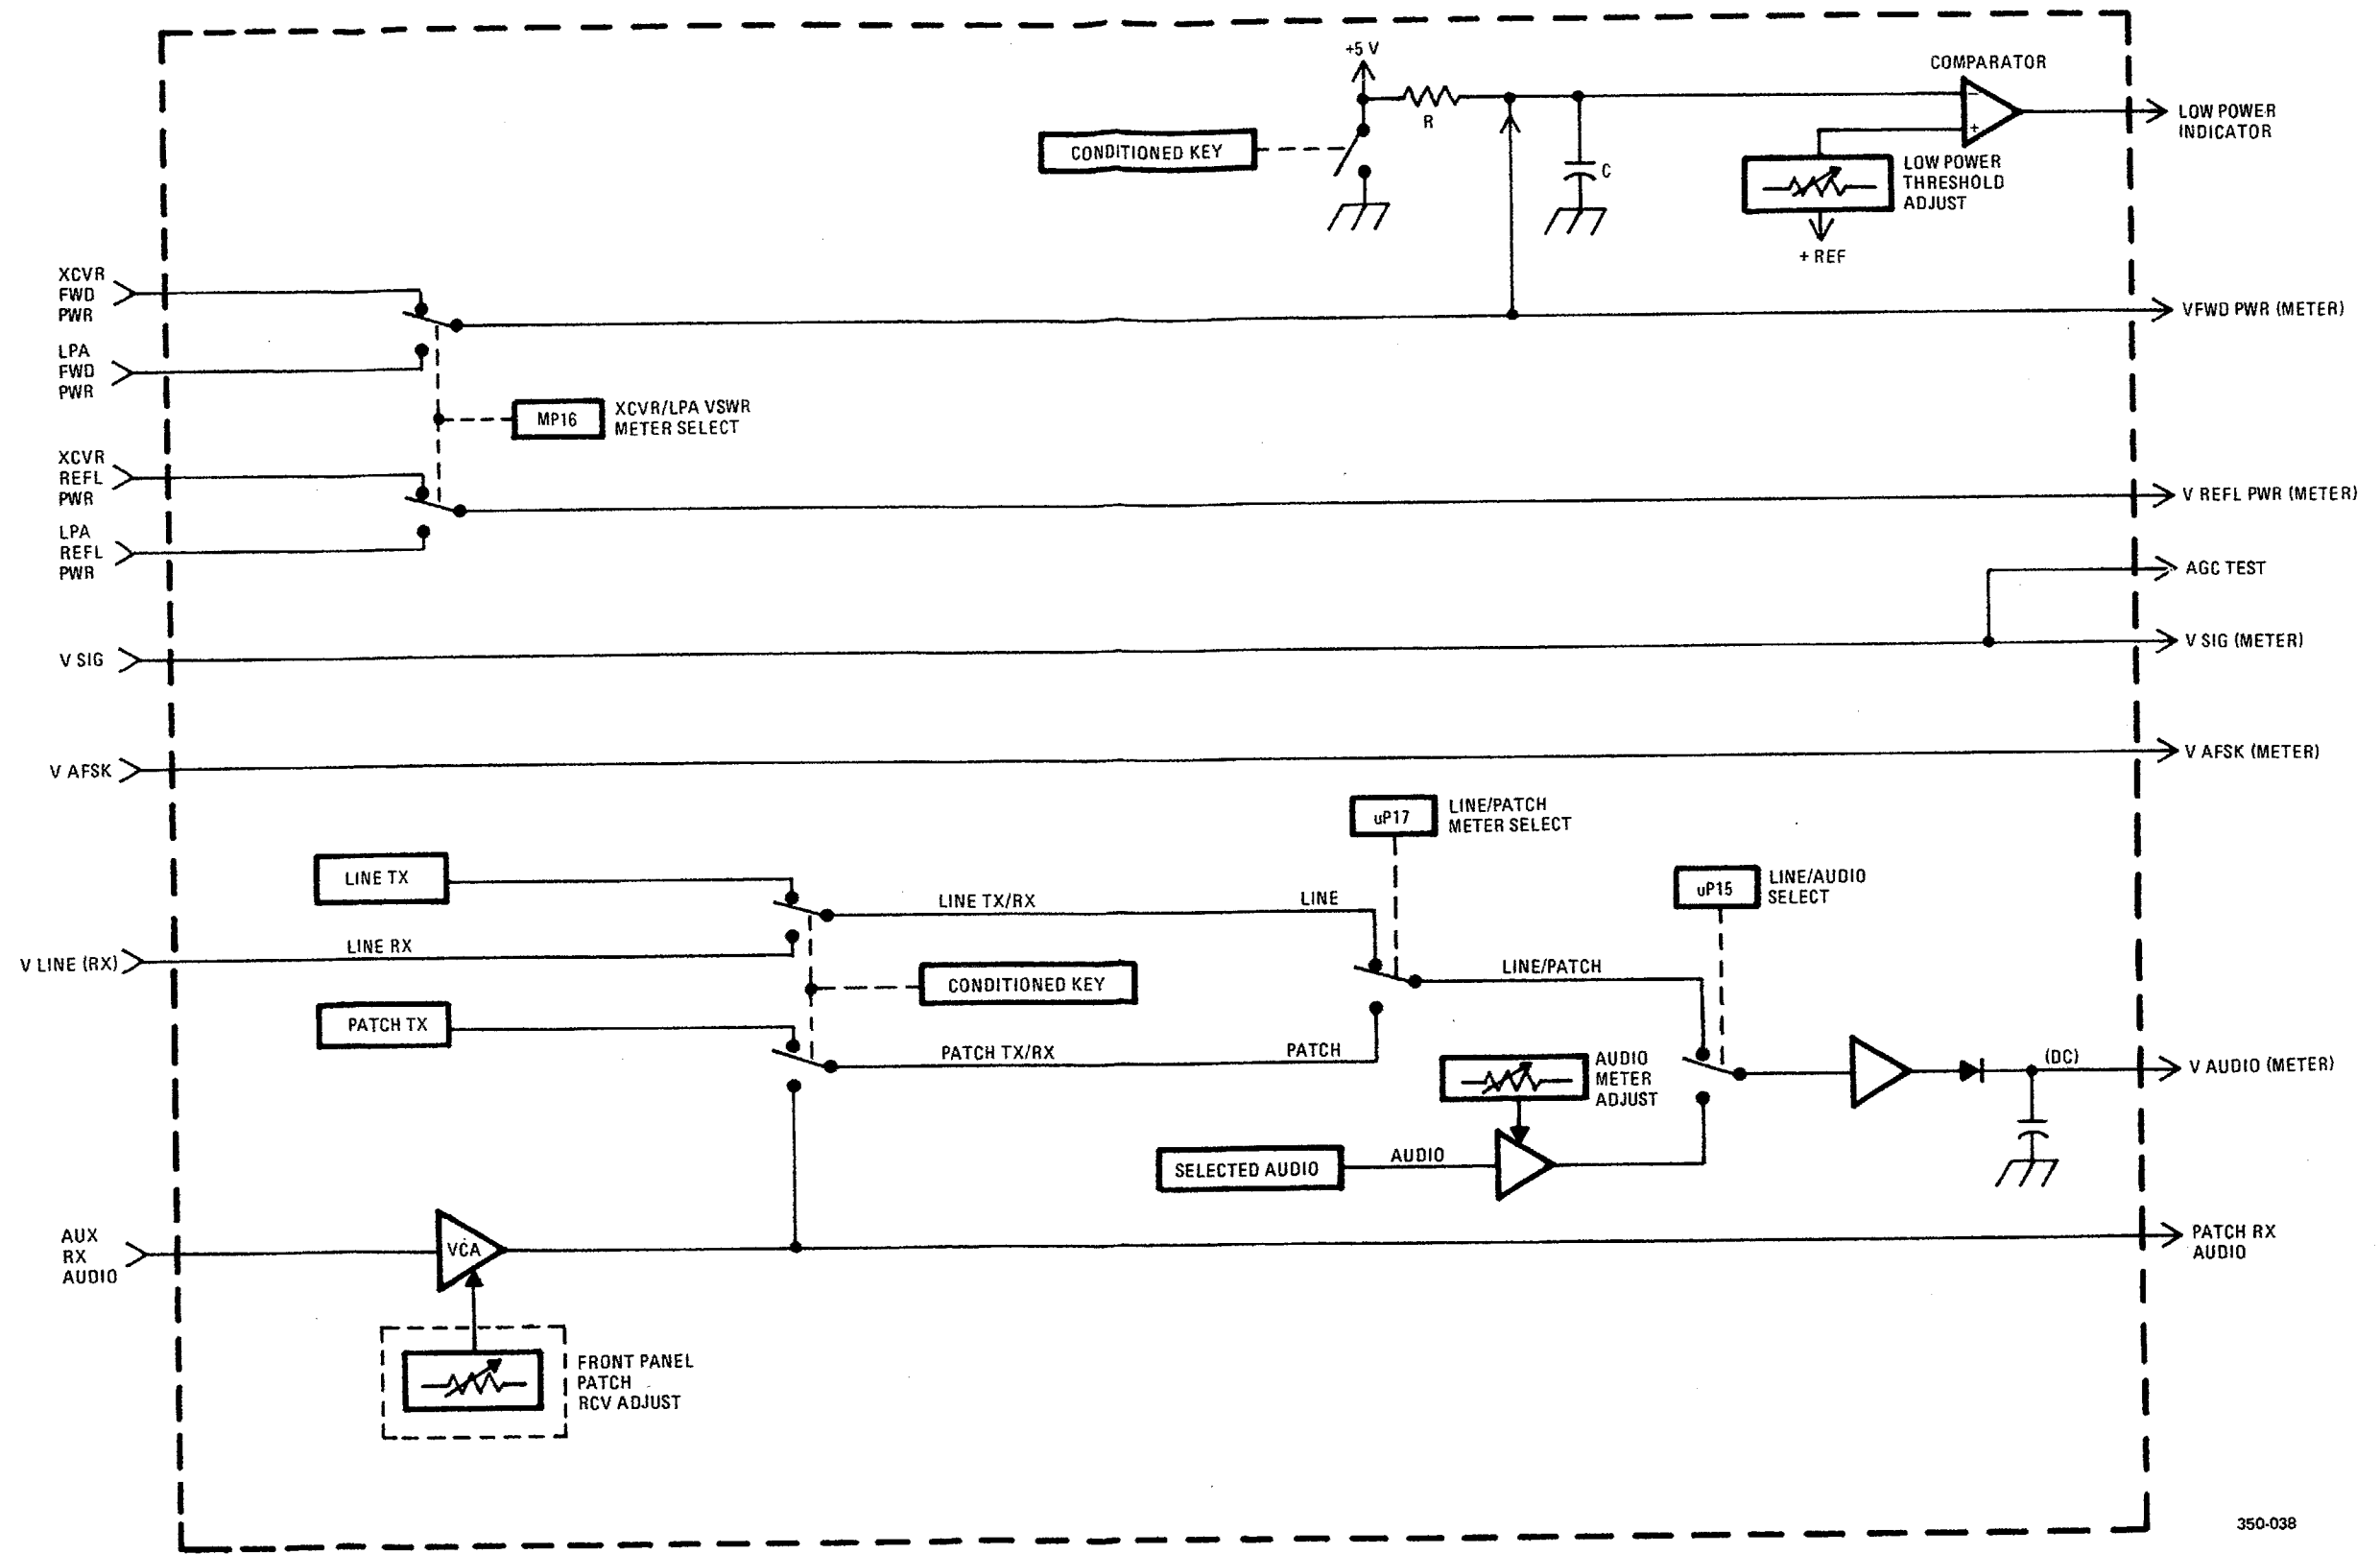 +5 V
COMPARATOR
R
−
+
LOW POWER
INDICATOR
CONDITIONED KEY
C
LOW POWER
THRESHOLD
ADJUST
+ REF
XCVR
FWD
PWR
VFWD PWR (METER)
LPA
FWD
PWR
MP16
XCVR/LPA VSWR
METER SELECT
XCVR
REFL
PWR
V REFL PWR (METER)
LPA
REFL
PWR
AGC TEST
V SIG
V SIG (METER)
V AFSK
V AFSK (METER)
uP17
LINE/PATCH
METER SELECT
LINE TX
uP15
LINE/AUDIO
SELECT
LINE TX/RX
LINE
V LINE (RX)
LINE RX
LINE/PATCH
CONDITIONED KEY
PATCH TX
PATCH TX/RX
PATCH
AUDIO
METER
ADJUST
(DC)
V AUDIO (METER)
SELECTED AUDIO
AUDIO
AUX
RX
AUDIO
VCA
PATCH RX
AUDIO
FRONT PANEL
PATCH
RCV ADJUST
350-038